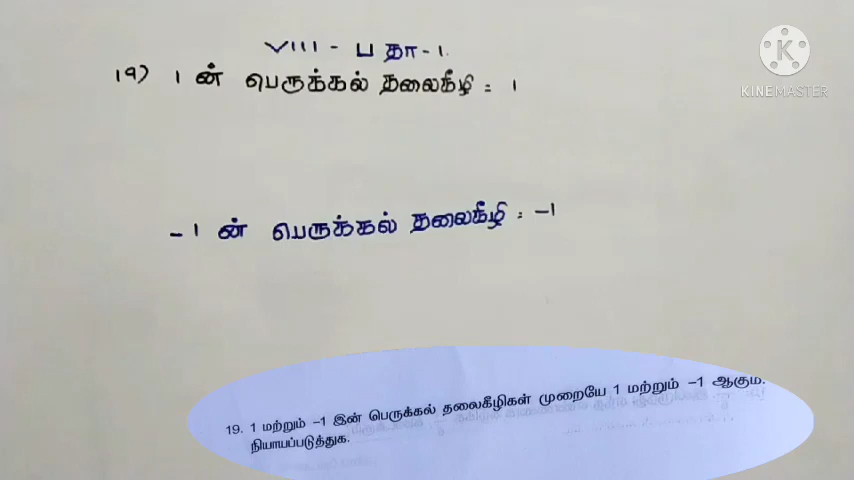 VIII - ப தா - 1.
19) 1 ன் பெருக்கல் தலைகீழி = 1
-1 ன் பெருக்கல் தலைகீழி = -1
19. 1 மற்றும் -1 இன் பெருக்கல் தலைகீழிகள் முறையே 1 மற்றும் -1 ஆகும்.
நியாயப்படுத்துக.
KINEMASTER